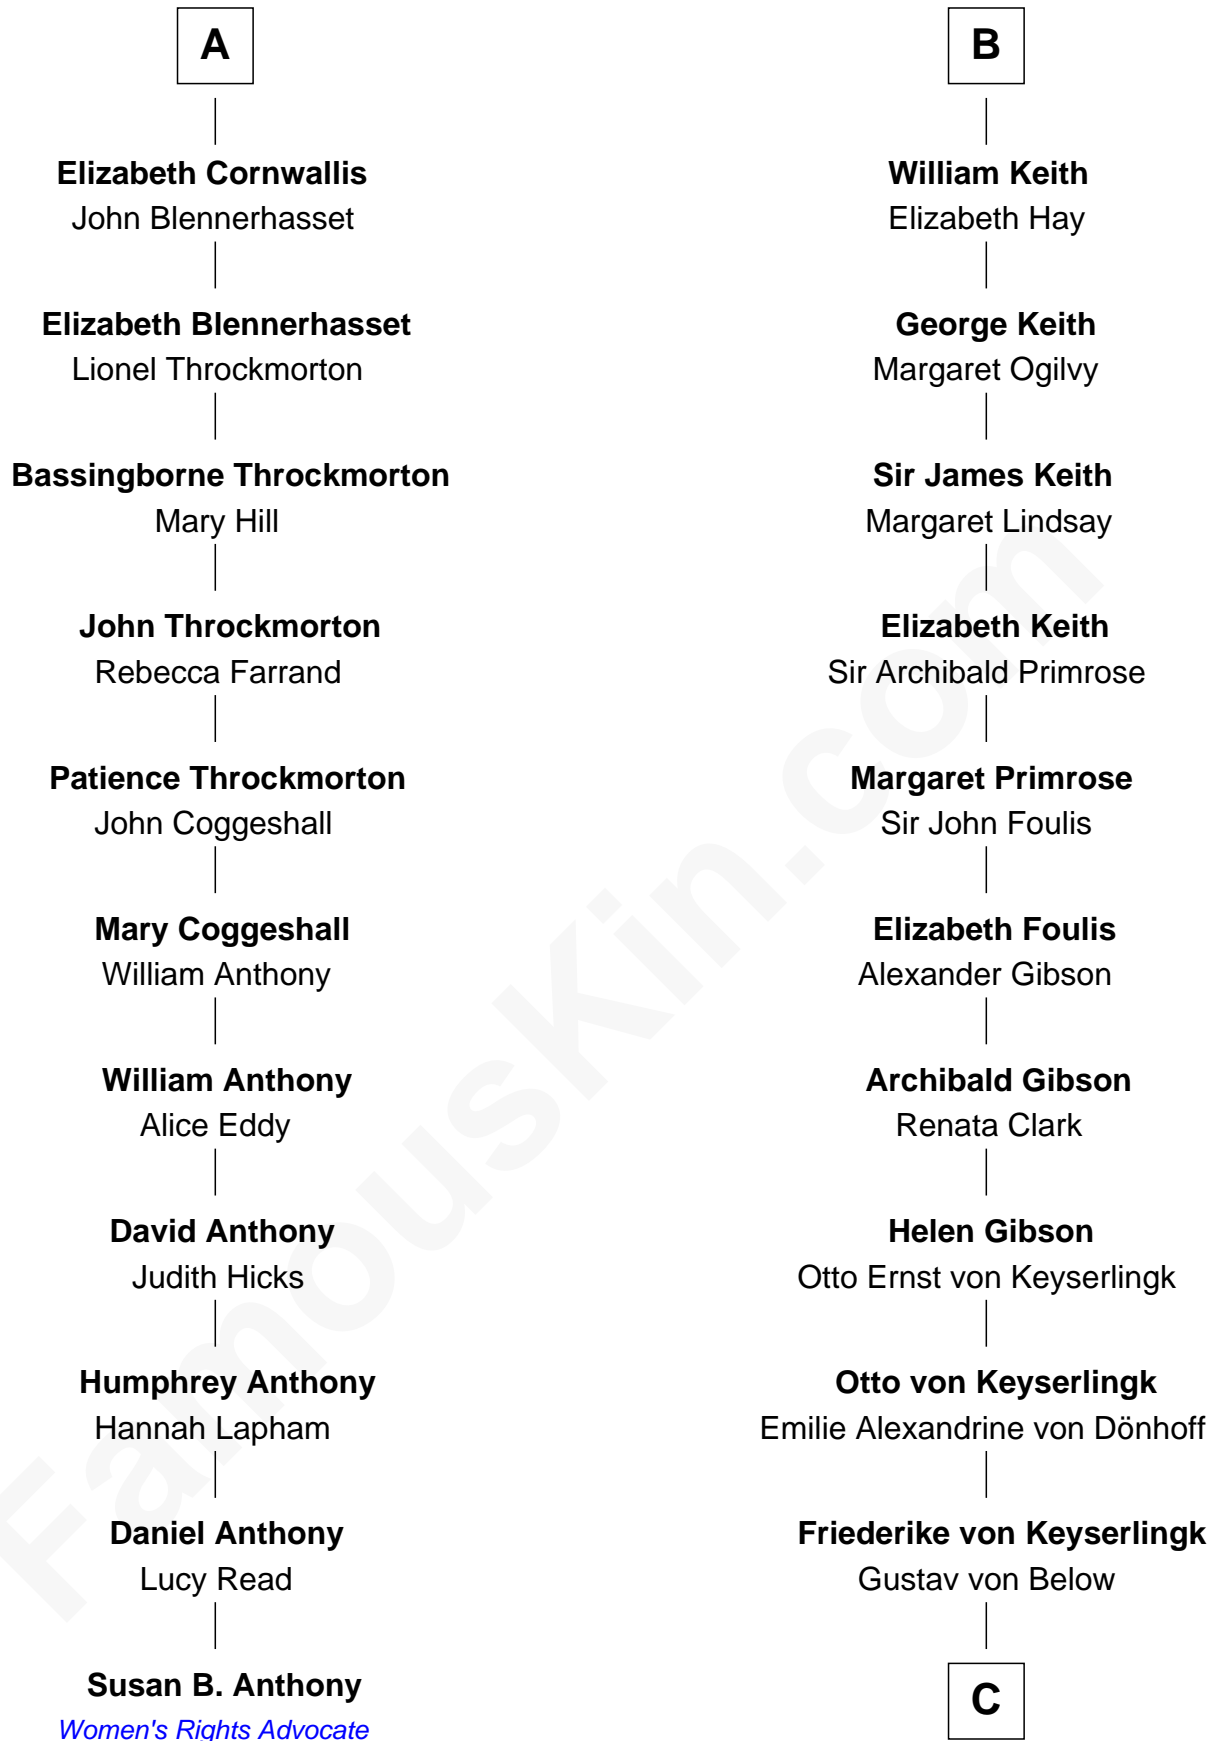 A
Elizabeth Cornwallis
John Blennerhasset
Elizabeth Blennerhasset
Lionel Throckmorton
Bassingborne Throckmorton
Mary Hill
John Throckmorton
Rebecca Farrand
Patience Throckmorton
John Coggeshall
Mary Coggeshall
William Anthony
William Anthony
Alice Eddy
David Anthony
Judith Hicks
Humphrey Anthony
Hannah Lapham
Daniel Anthony
Lucy Read
Susan B. Anthony
Women's Rights Advocate
B
William Keith
Elizabeth Hay
George Keith
Margaret Ogilvy
Sir James Keith
Margaret Lindsay
Elizabeth Keith
Sir Archibald Primrose
Margaret Primrose
Sir John Foulis
Elizabeth Foulis
Alexander Gibson
Archibald Gibson
Renata Clark
Helen Gibson
Otto Ernst von Keyserlingk
Otto von Keyserlingk
Emilie Alexandrine von Dönhoff
Friederike von Keyserlingk
Gustav von Below
C
FamousKin.com